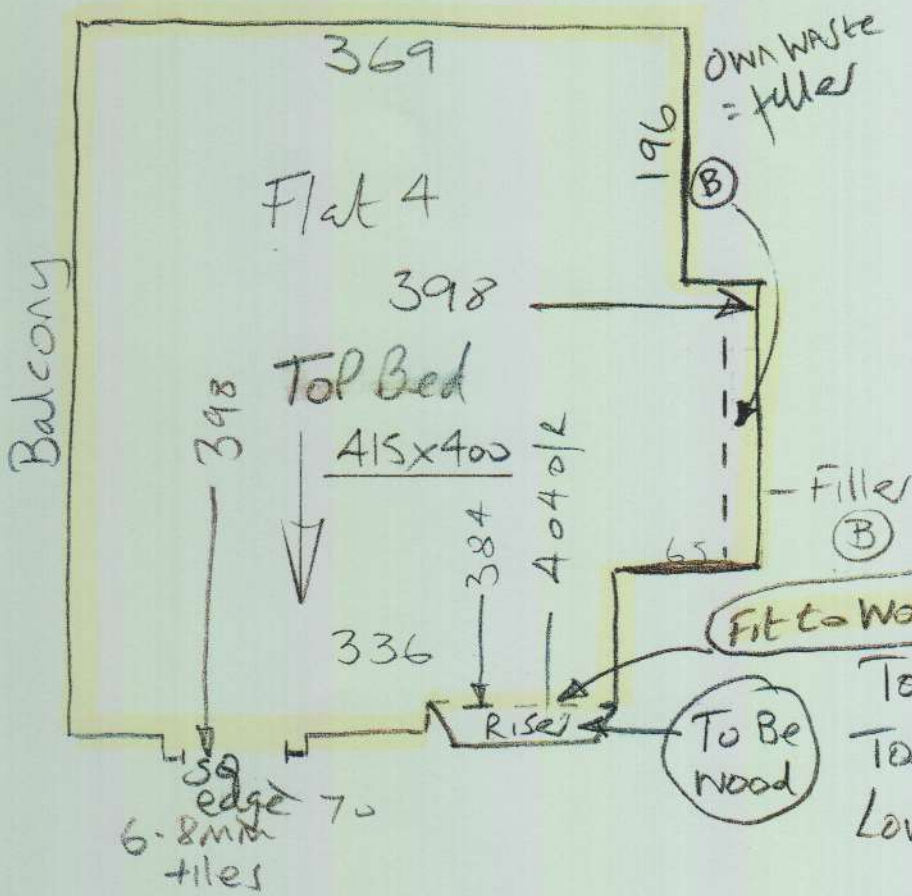 369
OWN WASTE
= filler
196
B
Flat 4
398
Balcony
398
Top Bed
415x400
384
404 o/R
Filler
B
65
336
Fit to Wo
To
To
Lov
Riser
To Be
Wood
SQ
edge 70
6-8mm
tiles